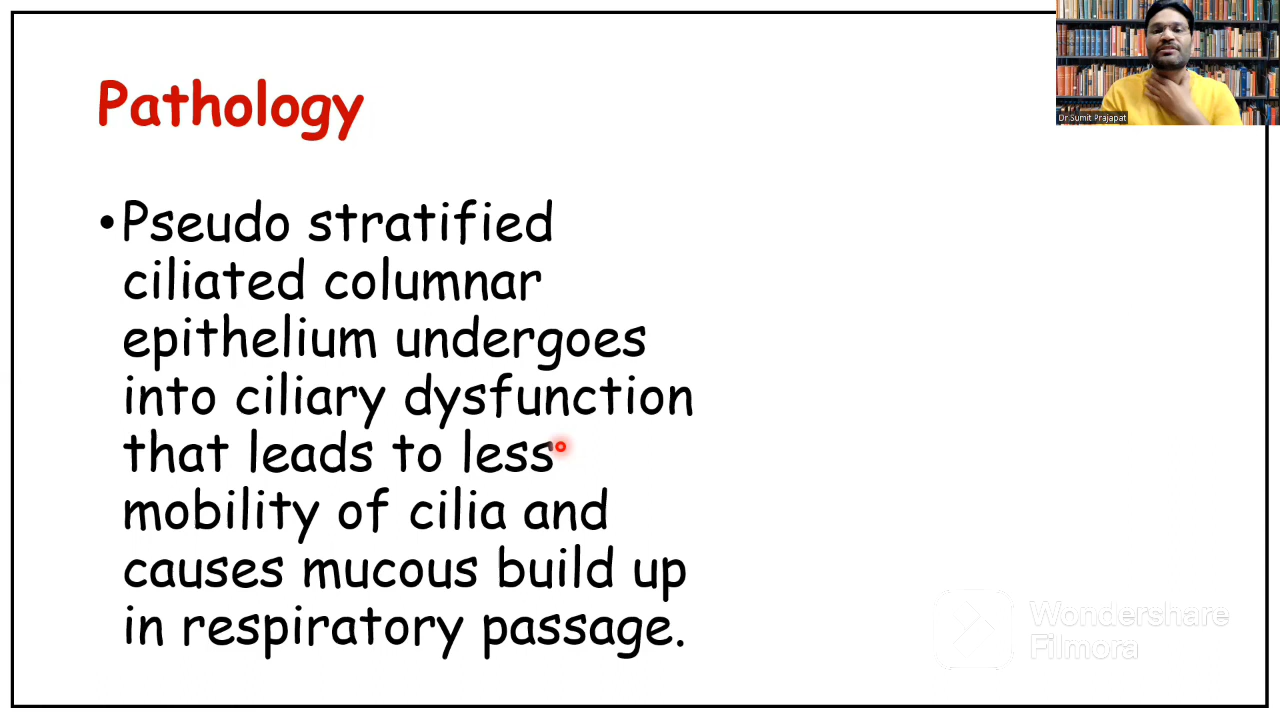 Pathology
Dr.Sumit Prajapat
•Pseudo stratified
ciliated columnar
epithelium undergoes
into ciliary dysfunction
that leads to less
mobility of cilia and
causes mucous build up
in respiratory passage.
Wondershare
Filmora